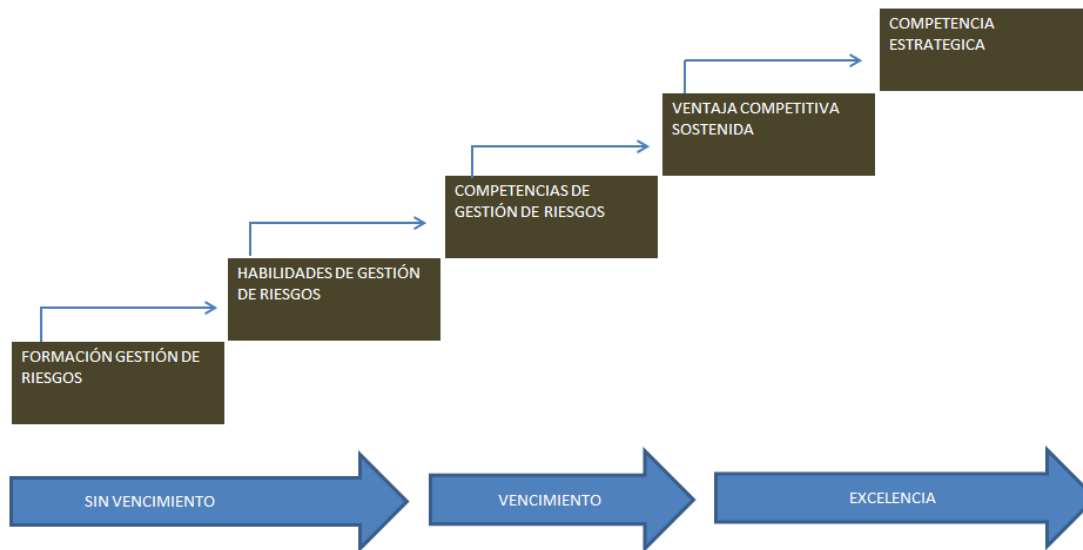 COMPETENCIA
ESTRATEGICA
VENTAJA COMPETITIVA
SOSTENIDA
COMPETENCIAS DE
GESTIÓN DE RIESGOS
HABILIDADES DE GESTIÓN
DE RIESGOS
FORMACIÓN GESTIÓN DE
RIESGOS
SIN VENCIMIENTO
VENCIMIENTO
EXCELENCIA